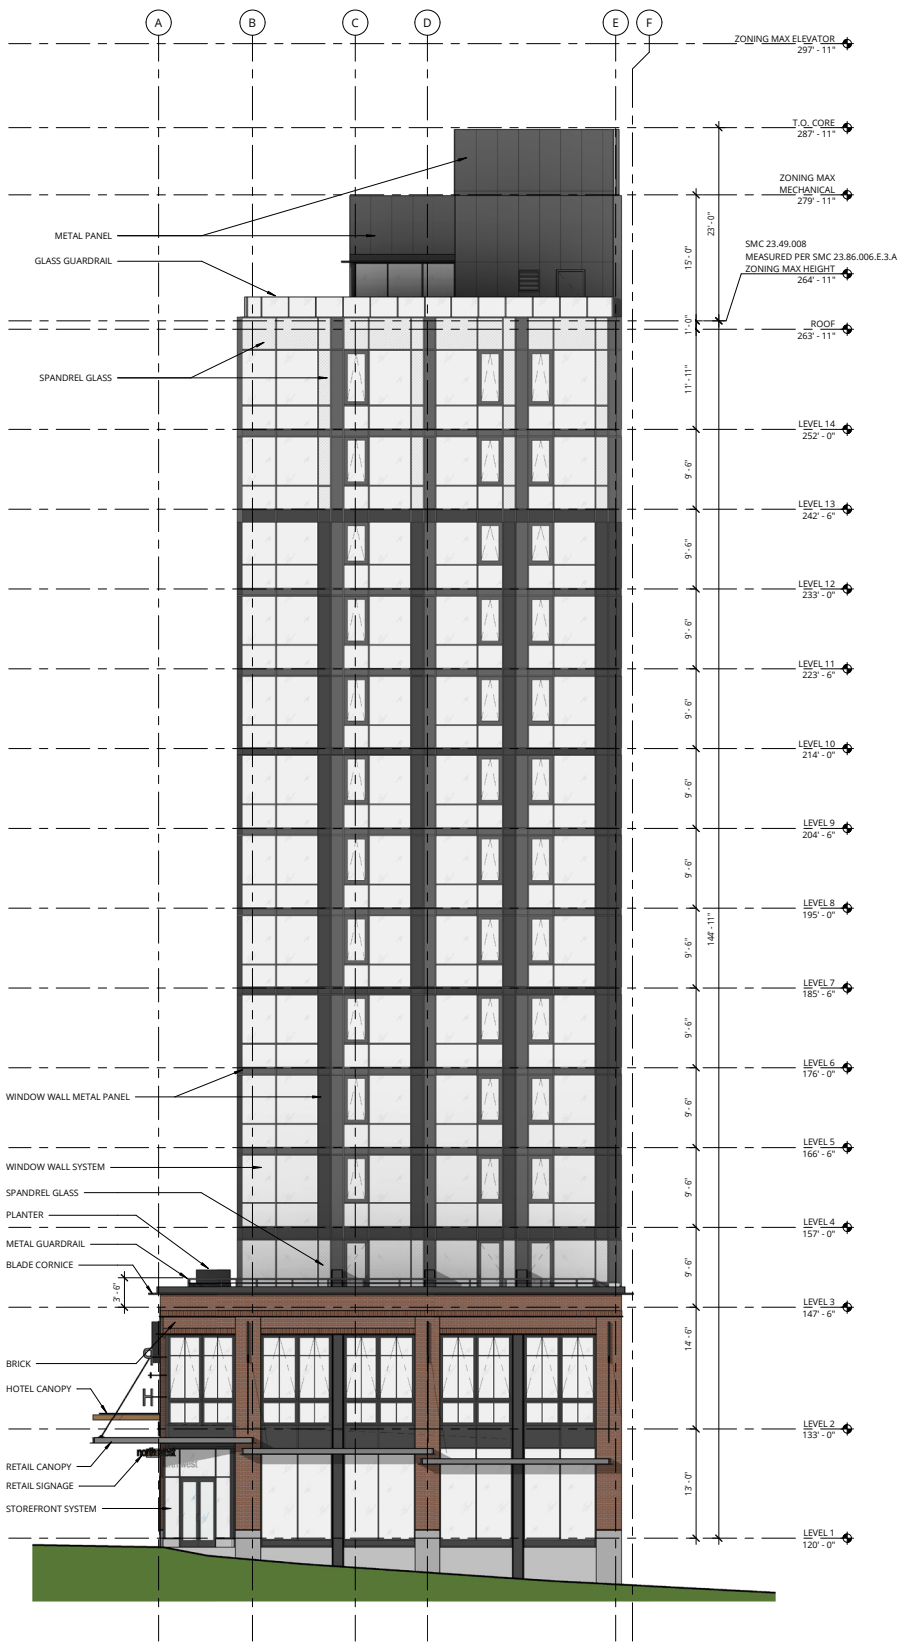 A
B
C
D
E
F
ZONING MAX ELEVATOR
297' - 11"
T.O. CORE
287' - 11"
ZONING MAX
MECHANICAL
279' - 11"
23' - 0"
15' - 0"
SMC 23.49.008
MEASURED PER SMC 23.86.006.E.3.A
ZONING MAX HEIGHT
264' - 11"
METAL PANEL
GLASS GUARDRAIL
1' - 0"
ROOF
263' - 11"
SPANDREL GLASS
11' - 11"
LEVEL 14
252' - 0"
9' - 6"
LEVEL 13
242' - 6"
9' - 6"
LEVEL 12
233' - 0"
9' - 6"
LEVEL 11
223' - 6"
9' - 6"
LEVEL 10
214' - 0"
9' - 6"
LEVEL 9
204' - 6"
9' - 6"
LEVEL 8
195' - 0"
144' - 11"
9' - 6"
LEVEL 7
185' - 6"
9' - 6"
LEVEL 6
176' - 0"
WINDOW WALL METAL PANEL
9' - 6"
LEVEL 5
166' - 6"
WINDOW WALL SYSTEM
9' - 6"
SPANDREL GLASS
PLANTER
LEVEL 4
157' - 0"
METAL GUARDRAIL
BLADE CORNICE
9' - 6"
3' - 6"
LEVEL 3
147' - 6"
14' - 6"
BRICK
HOTEL CANOPY
H
LEVEL 2
133' - 0"
RETAIL CANOPY
northwest
RETAIL SIGNAGE
13' - 0"
STOREFRONT SYSTEM
LEVEL 1
120' - 0"